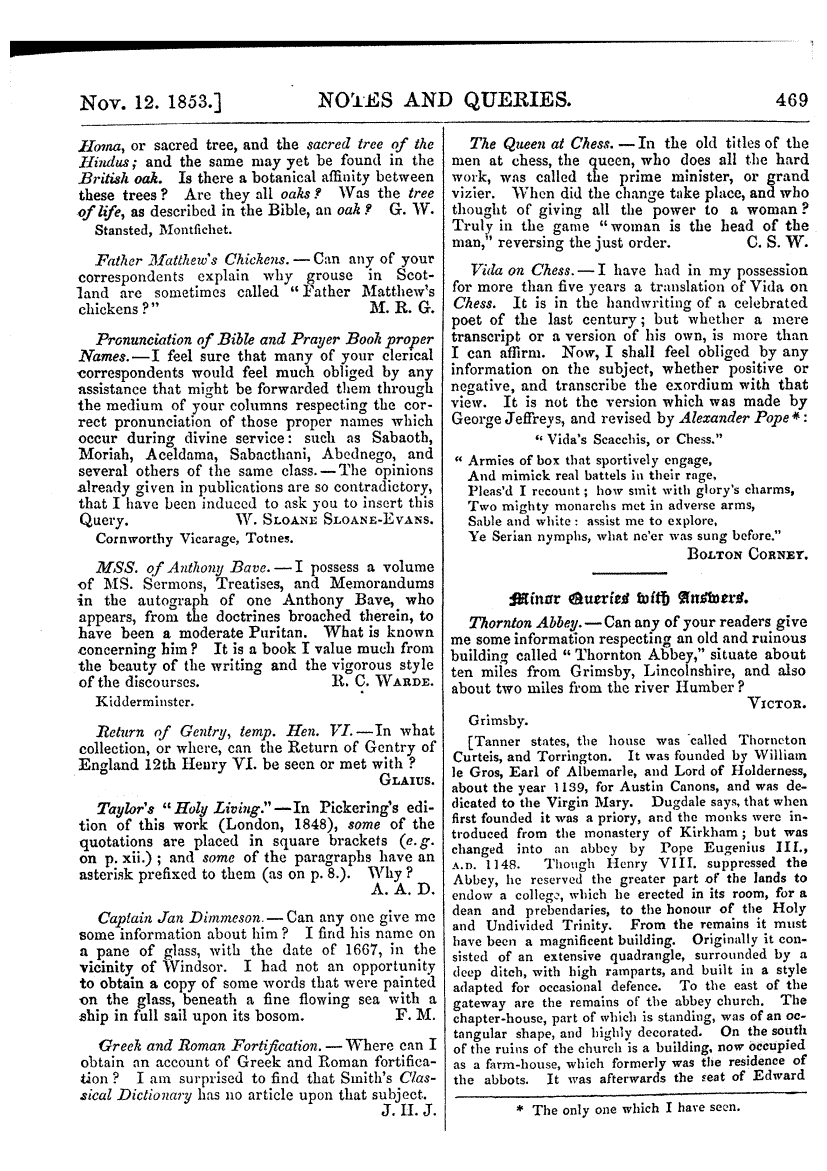 Nov. 12. 1853.] NOTES AND QUERIES. 469
Homa, or sacred tree, and the sacred tree of the
Hindus; and the same may yet be found in the
British oak. Is there a botanical affinity between
these trees? Are they all oaks? Was the tree
of life, as described in the Bible, an oak? G. W.
Stansted, Montfichet.
Father Matthew's Chickens. — Can any of your
correspondents explain why grouse in Scot-
land are sometimes called "Father Matthew's
chickens?" M. R. G.
Pronunciation of Bible and Prayer Book proper
Names. — I feel sure that many of your clerical
correspondents would feel much obliged by any
assistance that might be forwarded them through
the medium of your columns respecting the cor-
rect pronunciation of those proper names which
occur during divine service: such as Sabaoth,
Moriah, Aceldama, Sabacthani, Abednego, and
several others of the same class. — The opinions
already given in publications are so contradictory,
that I have been induced to ask you to insert this
Query. W. SLOANE SLOANE-EVANS.
Cornworthy Vicarage, Totnes.
MSS. of Anthony Bave. — I possess a volume
of MS. Sermons, Treatises, and Memorandums
in the autograph of one Anthony Bave, who
appears, from the doctrines broached therein, to
have been a moderate Puritan. What is known
concerning him? It is a book I value much from
the beauty of the writing and the vigorous style
of the discourses. R. C. WARDE.
Kidderminster.
Return of Gentry, temp. Hen. VI. — In what
collection, or where, can the Return of Gentry of
England 12th Henry VI. be seen or met with?
GLAIUS.
Taylor's "Holy Living." — In Pickering's edi-
tion of this work (London, 1848), some of the
quotations are placed in square brackets (e. g.
on p. xii.); and some of the paragraphs have an
asterisk prefixed to them (as on p. 8.). Why?
A. A. D.
Captain Jan Dimmeson. — Can any one give me
some information about him? I find his name on
a pane of glass, with the date of 1667, in the
vicinity of Windsor. I had not an opportunity
to obtain a copy of some words that were painted
on the glass, beneath a fine flowing sea with a
ship in full sail upon its bosom. F. M.
Greek and Roman Fortification. — Where can I
obtain an account of Greek and Roman fortifica-
tion? I am surprised to find that Smith's Clas-
sical Dictionary has no article upon that subject.
J. H. J.
The Queen at Chess. — In the old titles of the
men at chess, the queen, who does all the hard
work, was called the prime minister, or grand
vizier. When did the change take place, and who
thought of giving all the power to a woman?
Truly in the game "woman is the head of the
man," reversing the just order. C. S. W.
Vida on Chess. — I have had in my possession
for more than five years a translation of Vida on
Chess. It is in the handwriting of a celebrated
poet of the last century; but whether a mere
transcript or a version of his own, is more than
I can affirm. Now, I shall feel obliged by any
information on the subject, whether positive or
negative, and transcribe the exordium with that
view. It is not the version which was made by
George Jeffreys, and revised by Alexander Pope*:
"Vida's Scacchis, or Chess."
"Armies of box that sportively engage,
And mimick real battels in their rage,
Pleas'd I recount; how smit with glory's charms,
Two mighty monarchs met in adverse arms,
Sable and white: assist me to explore,
Ye Serian nymphs, what ne'er was sung before."
BOLTON CORNEY.
Minor Queries with Answers.
Thornton Abbey. — Can any of your readers give
me some information respecting an old and ruinous
building called "Thornton Abbey," situate about
ten miles from Grimsby, Lincolnshire, and also
about two miles from the river Humber?
VICTOR.
Grimsby.
[Tanner states, the house was called Thorneton
Curteis, and Torrington. It was founded by William
le Gros, Earl of Albemarle, and Lord of Holderness,
about the year 1139, for Austin Canons, and was de-
dicated to the Virgin Mary. Dugdale says, that when
first founded it was a priory, and the monks were in-
troduced from the monastery of Kirkham; but was
changed into an abbey by Pope Eugenius III.,
A.D. 1148. Though Henry VIII. suppressed the
Abbey, he reserved the greater part of the lands to
endow a college, which he erected in its room, for a
dean and prebendaries, to the honour of the Holy
and Undivided Trinity. From the remains it must
have been a magnificent building. Originally it con-
sisted of an extensive quadrangle, surrounded by a
deep ditch, with high ramparts, and built in a style
adapted for occasional defence. To the east of the
gateway are the remains of the abbey church. The
chapter-house, part of which is standing, was of an oc-
tangular shape, and highly decorated. On the south
of the ruins of the church is a building, now occupied
as a farm-house, which formerly was the residence of
the abbots. It was afterwards the seat of Edward
* The only one which I have seen.